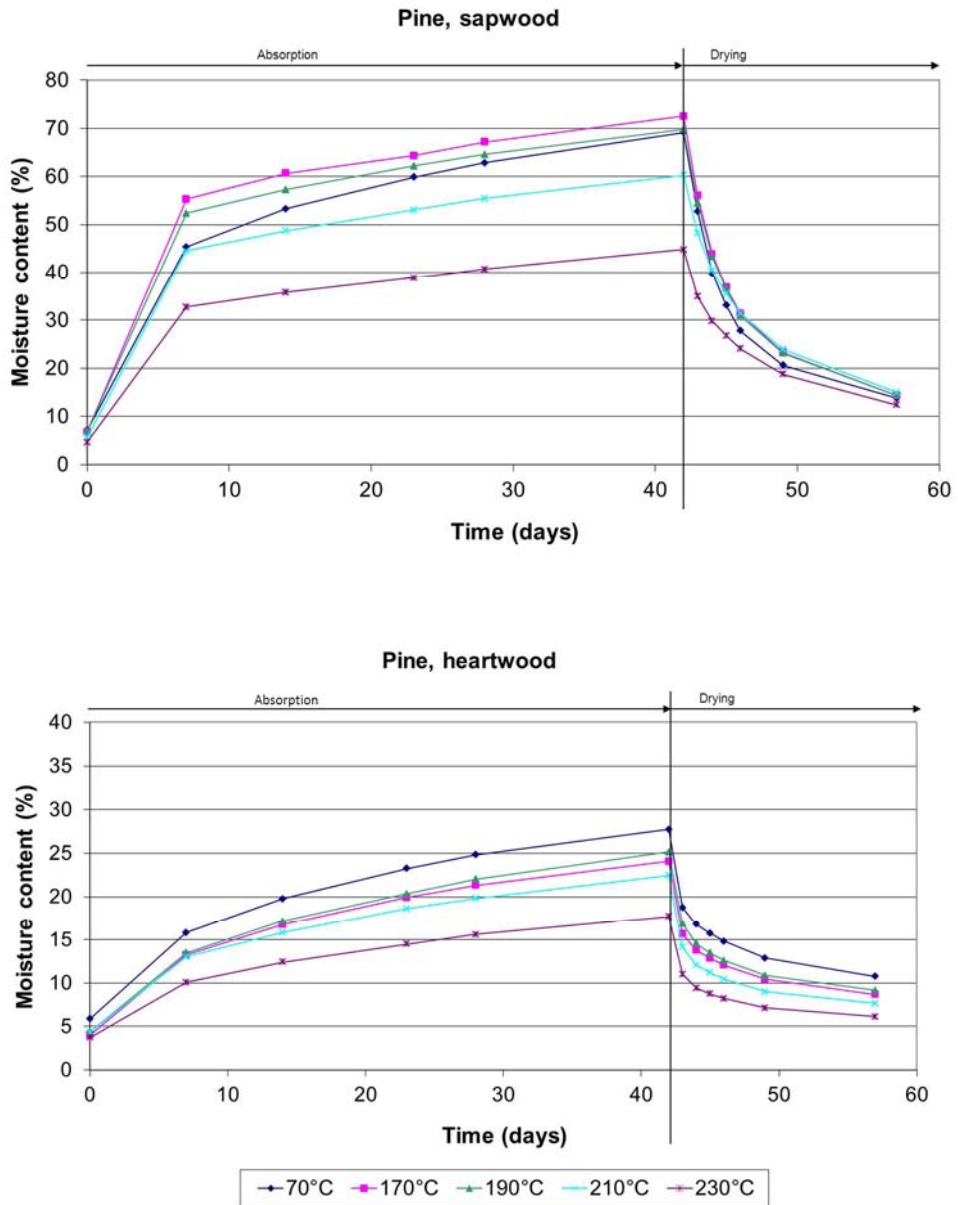 Pine, sapwood
Absorption
Drying
80
70
60
50
40
30
20
10
0
Moisture content (%)
0 10 20 30 40 50 60
Time (days)
Pine, heartwood
Absorption
Drying
40
35
30
25
20
15
10
5
0
Moisture content (%)
0 10 20 30 40 50 60
Time (days)
70°C 170°C 190°C 210°C 230°C